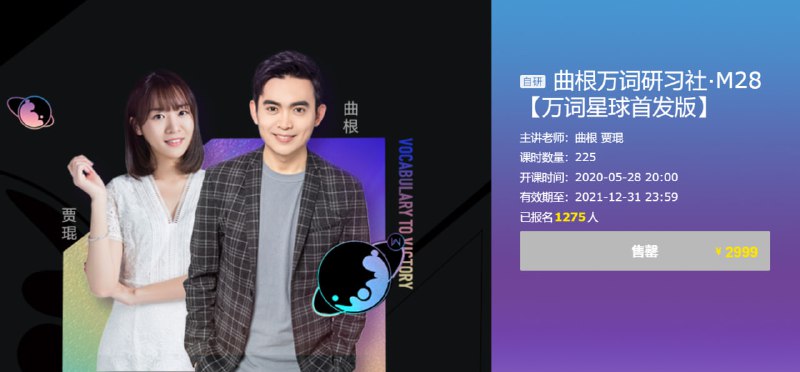 曲根
贾琨
VOCABULARY TO VICTORY
自研 曲根万词研习社·M28
【万词星球首发版】
主讲老师：曲根 贾琨
课时数量：225
开课时间：2020-05-28 20:00
有效期至：2021-12-31 23:59
已报名1275人
售罄 ¥ 2999